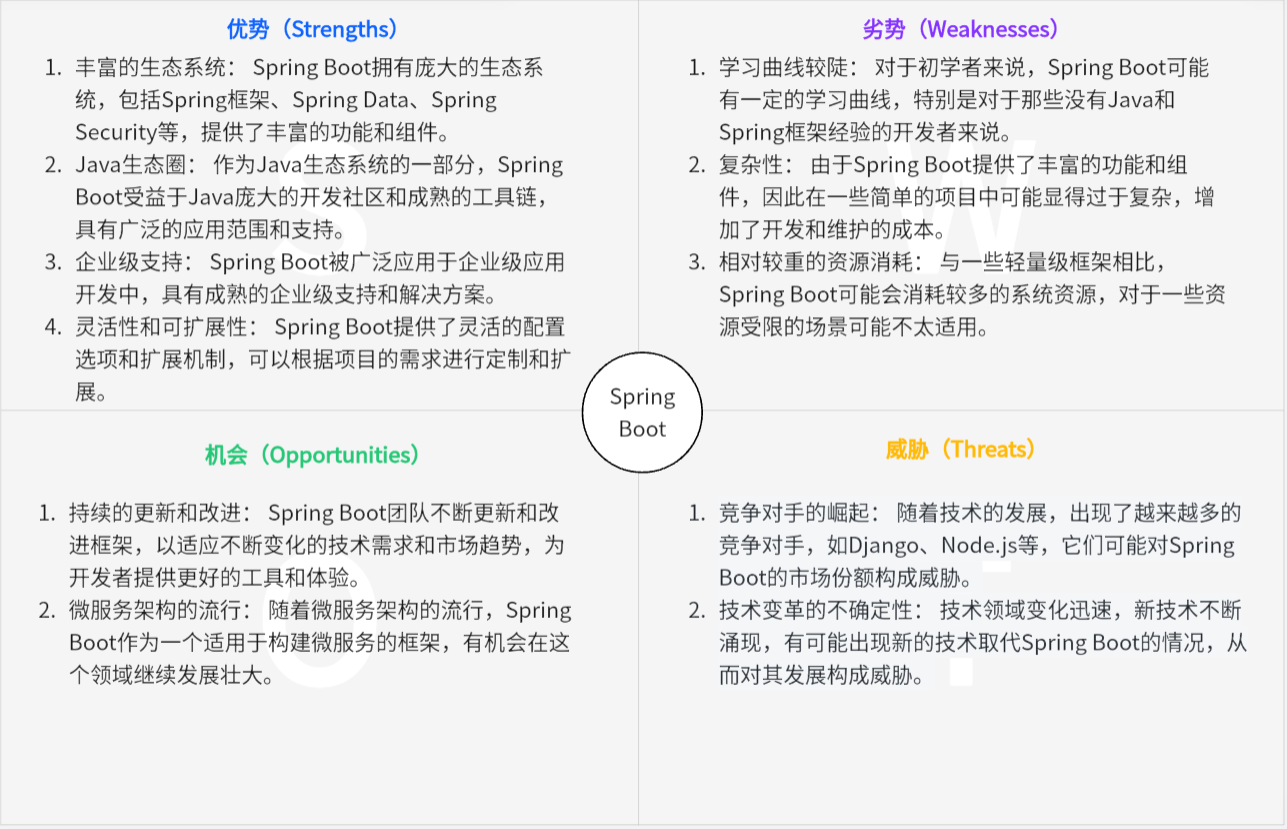 优势（Strengths）
1. 丰富的生态系统： Spring Boot拥有庞大的生态系
统，包括Spring框架、Spring Data、Spring
Security等，提供了丰富的功能和组件。
2. Java生态圈： 作为Java生态系统的一部分，Spring
Boot受益于Java庞大的开发社区和成熟的工具链，
具有广泛的应用范围和支持。
3. 企业级支持： Spring Boot被广泛应用于企业级应用
开发中，具有成熟的企业级支持和解决方案。
4. 灵活性和可扩展性： Spring Boot提供了灵活的配置
选项和扩展机制，可以根据项目的需求进行定制和扩
展。
劣势（Weaknesses）
1. 学习曲线较陡： 对于初学者来说，Spring Boot可能
有一定的学习曲线，特别是对于那些没有Java和
Spring框架经验的开发者来说。
2. 复杂性： 由于Spring Boot提供了丰富的功能和组
件，因此在一些简单的项目中可能显得过于复杂，增
加了开发和维护的成本。
3. 相对较重的资源消耗： 与一些轻量级框架相比，
Spring Boot可能会消耗较多的系统资源，对于一些资
源受限的场景可能不太适用。
Spring
Boot
机会（Opportunities）
1. 持续的更新和改进： Spring Boot团队不断更新和改
进框架，以适应不断变化的技术需求和市场趋势，为
开发者提供更好的工具和体验。
2. 微服务架构的流行： 随着微服务架构的流行，Spring
Boot作为一个适用于构建微服务的框架，有机会在这
个领域继续发展壮大。
威胁（Threats）
1. 竞争对手的崛起： 随着技术的发展，出现了越来越多的
竞争对手，如Django、Node.js等，它们可能对Spring
Boot的市场份额构成威胁。
2. 技术变革的不确定性： 技术领域变化迅速，新技术不断
涌现，有可能出现新的技术取代Spring Boot的情况，从
而对其发展构成威胁。
S
W
O